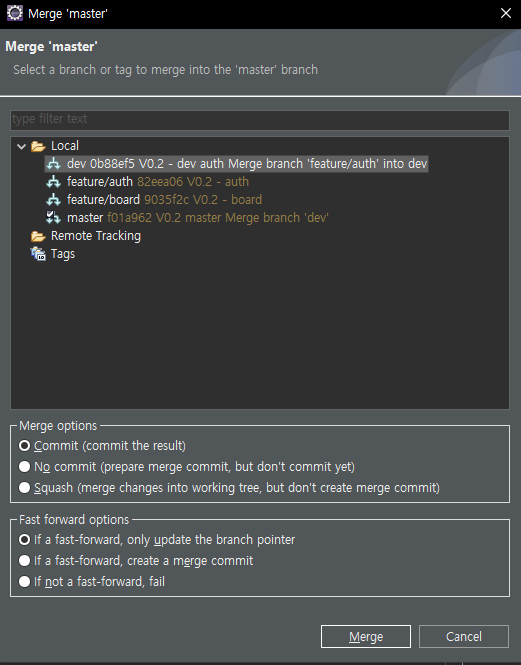 Merge 'master'
Merge 'master'
Select a branch or tag to merge into the 'master' branch
type filter text
Local
dev 0b88ef5 V0.2 - dev auth Merge branch 'feature/auth' into dev
feature/auth 82eea06 V0.2 - auth
feature/board 9035f2c V0.2 - board
master f01a962 V0.2 master Merge branch 'dev'
Remote Tracking
Tags
Merge options
Commit (commit the result)
No commit (prepare merge commit, but don't commit yet)
Squash (merge changes into working tree, but don't create merge commit)
Fast forward options
If a fast-forward, only update the branch pointer
If a fast-forward, create a merge commit
If not a fast-forward, fail
Merge
Cancel